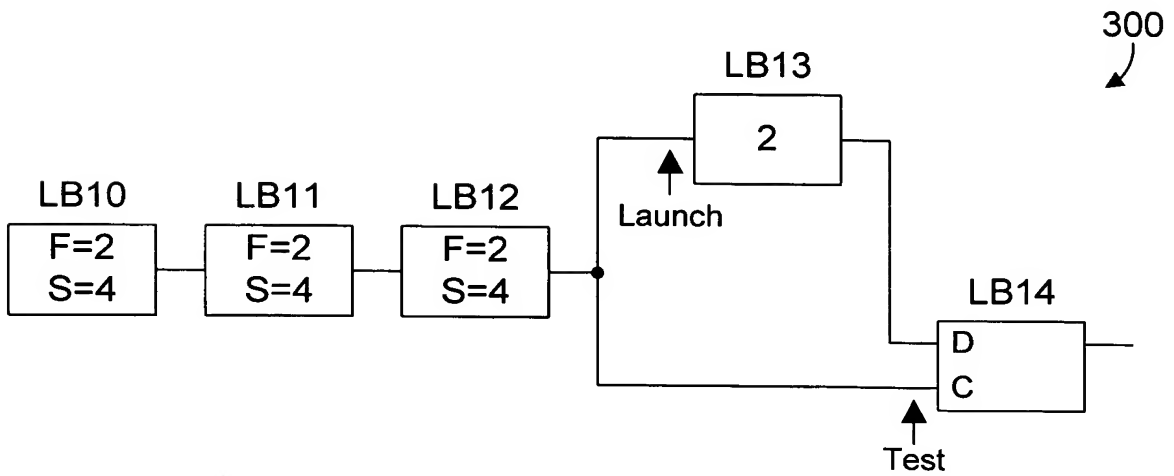 300
LB13
2
LB10
LB11
LB12
Launch
F=2
S=4
F=2
S=4
F=2
S=4
LB14
D
C
Test